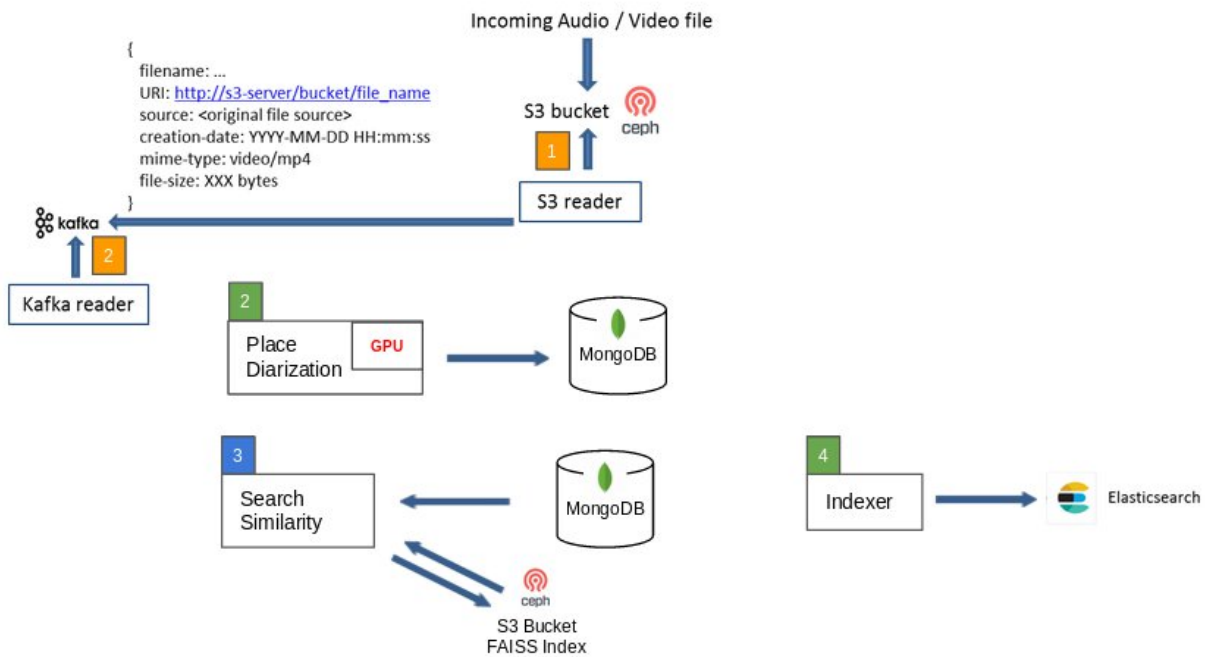 Incoming Audio / Video file
{
filename: ...
URI: http://s3-server/bucket/file_name
source: <original file source>
creation-date: YYYY-MM-DD HH:mm:ss
mime-type: video/mp4
file-size: XXX bytes
}
S3 bucket
ceph
1
S3 reader
kafka
2
Kafka reader
2
Place
Diarization
GPU
MongoDB
3
Search
Similarity
MongoDB
ceph
S3 Bucket
FAISS Index
4
Indexer
Elasticsearch